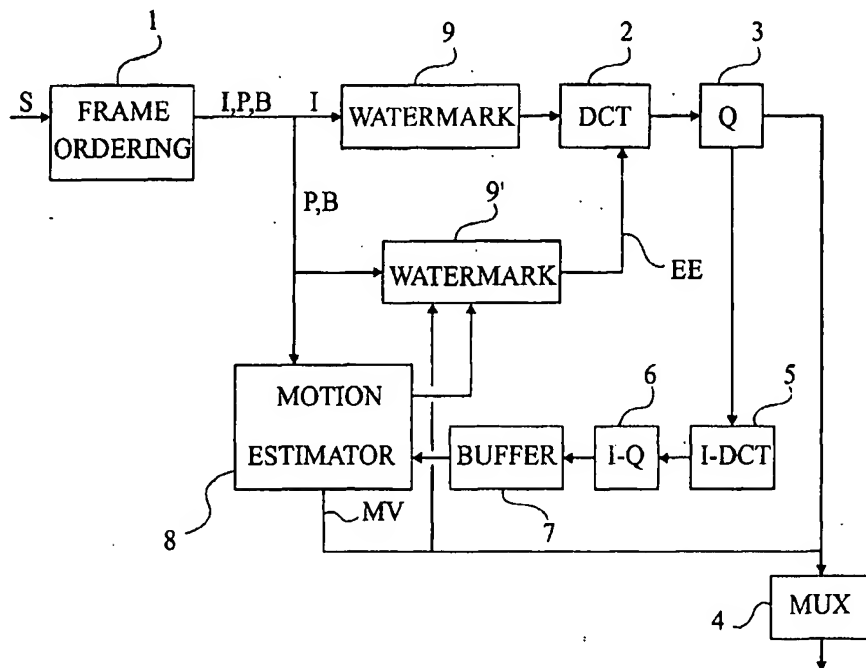 1
9
2
3
S
FRAME
ORDERING
I,P,B
I
WATERMARK
DCT
Q
P,B
9'
WATERMARK
EE
MOTION
ESTIMATOR
6
5
BUFFER
I-Q
I-DCT
8
MV
7
4
MUX